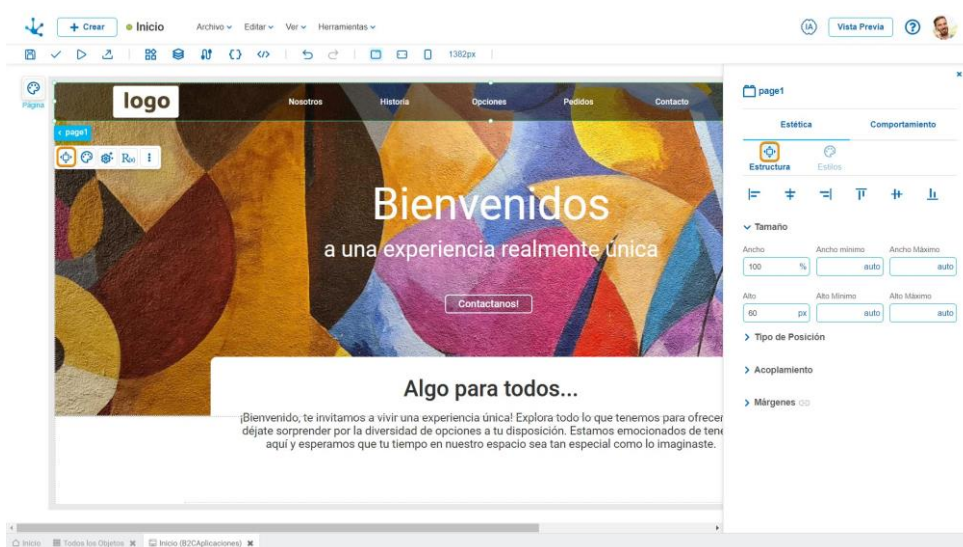 + Crear
Inicio
Archivo
Editar
Ver
Herramientas
IA
Vista Previa
?
1382px
Página
logo
Nosotros
Historia
Opciones
Pedidos
Contacto
page1
Bienvenidos
a una experiencia realmente única
Contactanos!
Algo para todos...
¡Bienvenido, te invitamos a vivir una experiencia única! Explora todo lo que tenemos para ofrecer
déjate sorprender por la diversidad de opciones a tu disposición. Estamos emocionados de tene
aquí y esperamos que tu tiempo en nuestro espacio sea tan especial como lo imaginaste.
page1
Estética
Comportamiento
Estructura
Estilos
Tamaño
Ancho
Ancho mínimo
Ancho Máximo
100 %
auto
auto
Alto
Alto Mínimo
Alto Máximo
60 px
auto
auto
Tipo de Posición
Acoplamiento
Márgenes
Inicio
Todos los Objetos
Inicio (B2CAplicaciones)